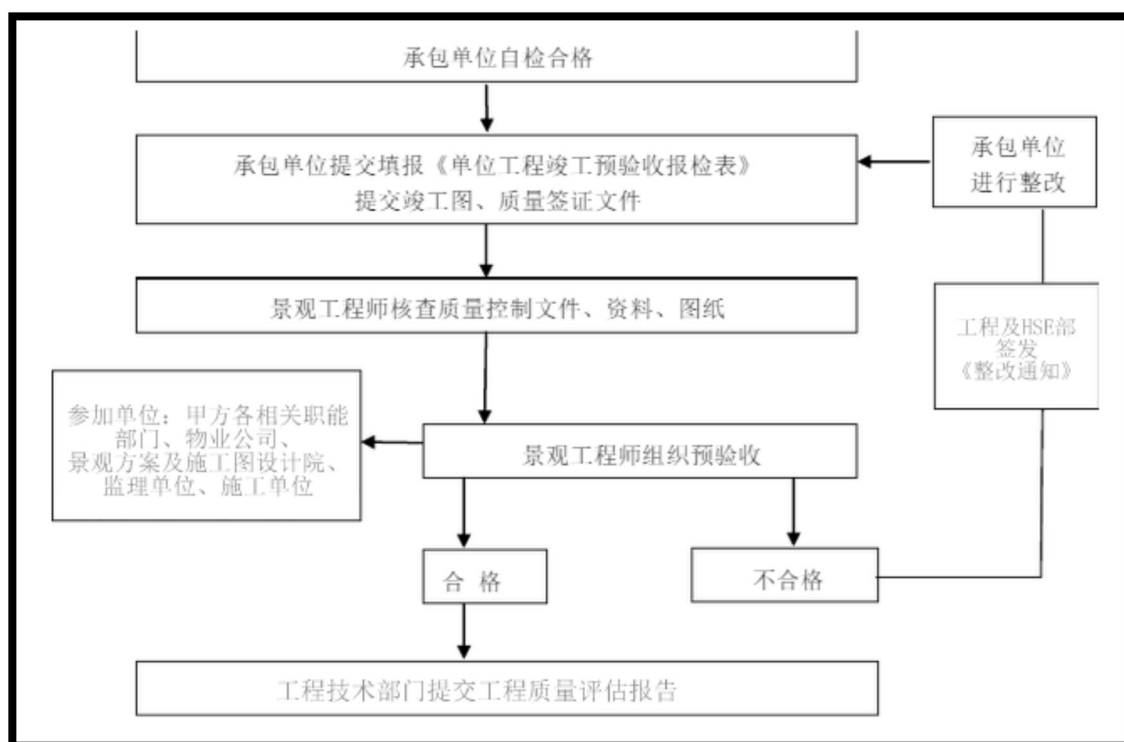 承包单位自检合格
承包单位提交填报《单位工程竣工预验收报检表》
提交竣工图、质量签证文件
承包单位
进行整改
景观工程师核查质量控制文件、资料、图纸
工程及HSE部
签发
《整改通知》
参加单位：甲方各相关职能
部门、物业公司、
景观方案及施工图设计院、
监理单位、施工单位
景观工程师组织预验收
合 格
不合格
工程技术部门提交工程质量评估报告